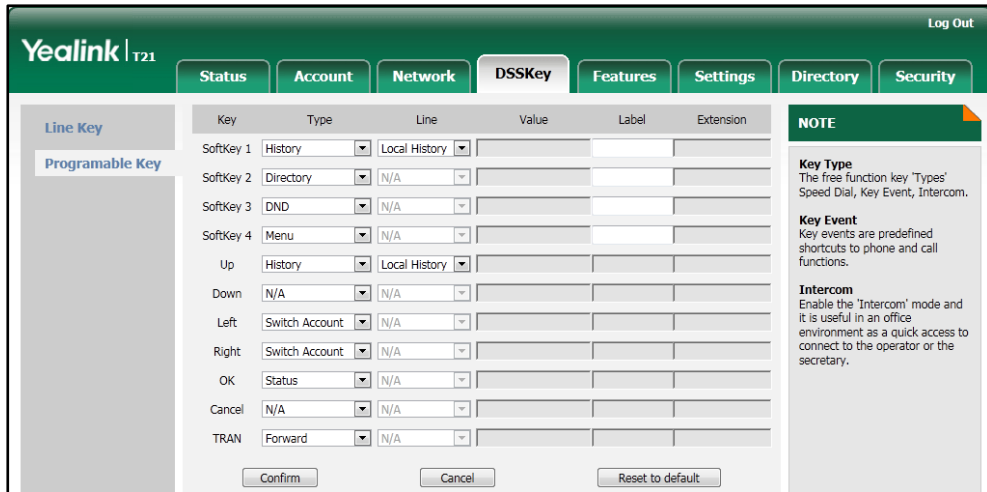 Log Out
Yealink T21
Status Account Network DSSKey Features Settings Directory Security
Line Key
Programable Key
Key Type Line Value Label Extension
SoftKey 1 History Local History
SoftKey 2 Directory N/A
SoftKey 3 DND N/A
SoftKey 4 Menu N/A
Up History Local History
Down N/A N/A
Left Switch Account N/A
Right Switch Account N/A
OK Status N/A
Cancel N/A N/A
TRAN Forward N/A
Confirm Cancel Reset to default
NOTE
Key Type
The free function key 'Types'
Speed Dial, Key Event, Intercom.
Key Event
Key events are predefined
shortcuts to phone and call
functions.
Intercom
Enable the 'Intercom' mode and
it is useful in an office
environment as a quick access to
connect to the operator or the
secretary.